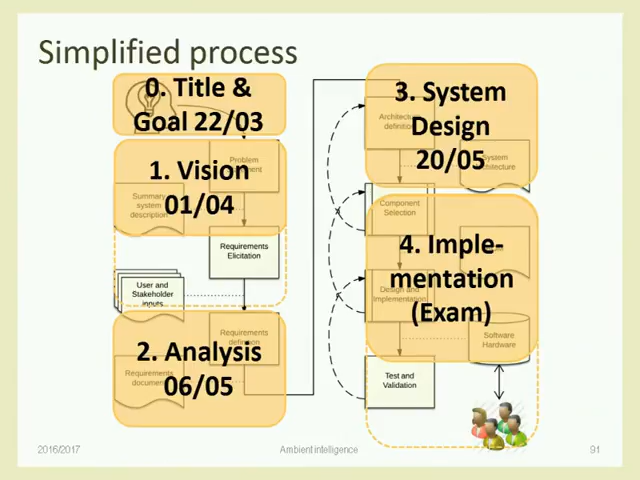 Simplified process
0. Title &
Goal 22/03
Problem
1. Vision
01/04
Summary
system
description
Requirements
Elicitation
User and
Stakeholder
inputs
Requirements
definition
2. Analysis
06/05
Requirements
document
3. System
Design
20/05
Architecture
definition
System
Architecture
Component
Selection
4. Imple-
mentation
(Exam)
Design and
Implementation
Software
Hardware
Test and
Validation
2016/2017
Ambient intelligence
91